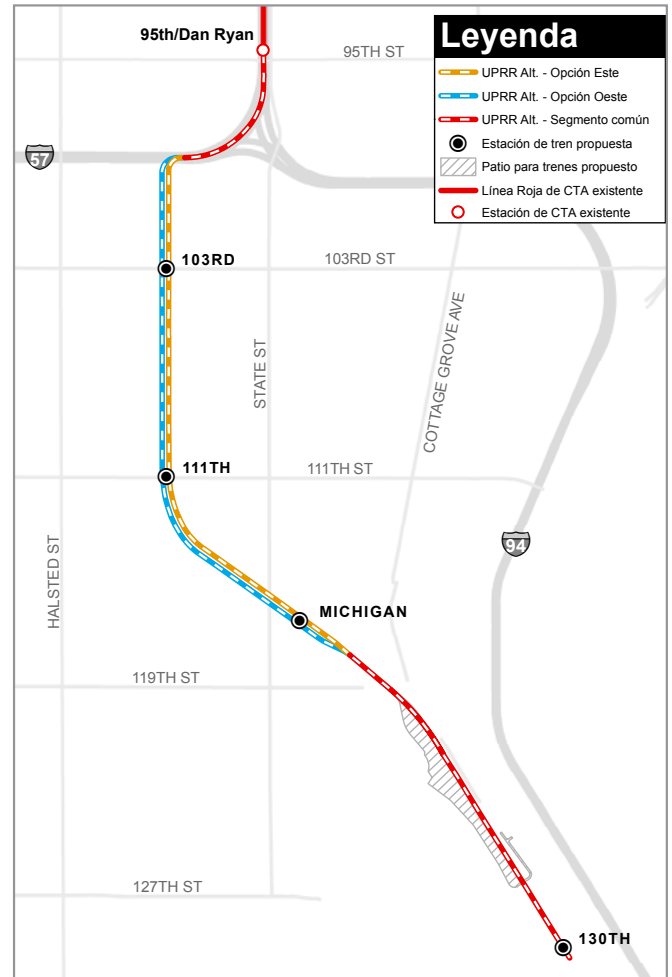 95th/Dan Ryan
95TH ST
Leyenda
UPRR Alt. - Opción Este
UPRR Alt. - Opción Oeste
UPRR Alt. - Segmento común
Estación de tren propuesta
Patio para trenes propuesto
Línea Roja de CTA existente
Estación de CTA existente
57
103RD
103RD ST
STATE ST
COTTAGE GROVE AVE
111TH
111TH ST
HALSTED ST
94
MICHIGAN
119TH ST
127TH ST
130TH